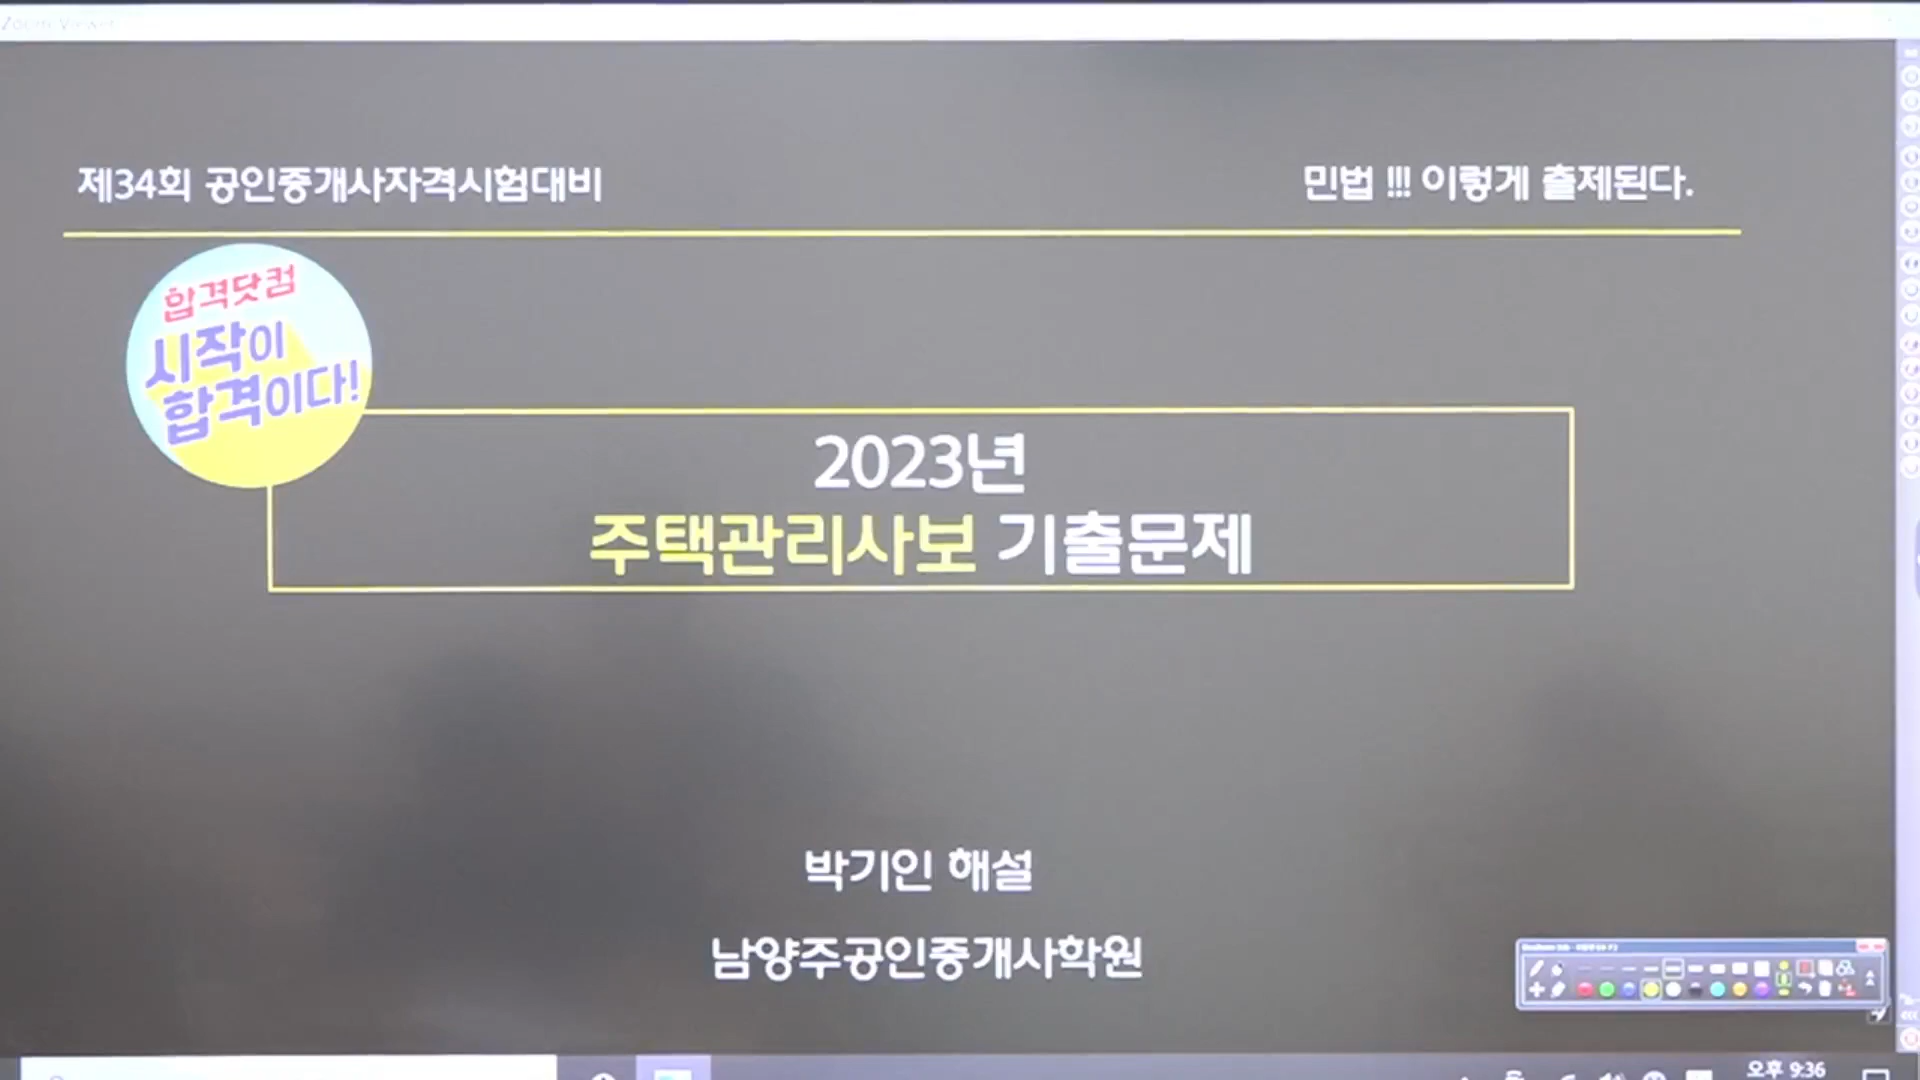 Zoom Viewer
제34회 공인중개사자격시험대비
민법 !!! 이렇게 출제된다.
합격닷컴
시작이
합격이다!
2023년
주택관리사보 기출문제
박기인 해설
남양주공인중개사학원
오후 9:36